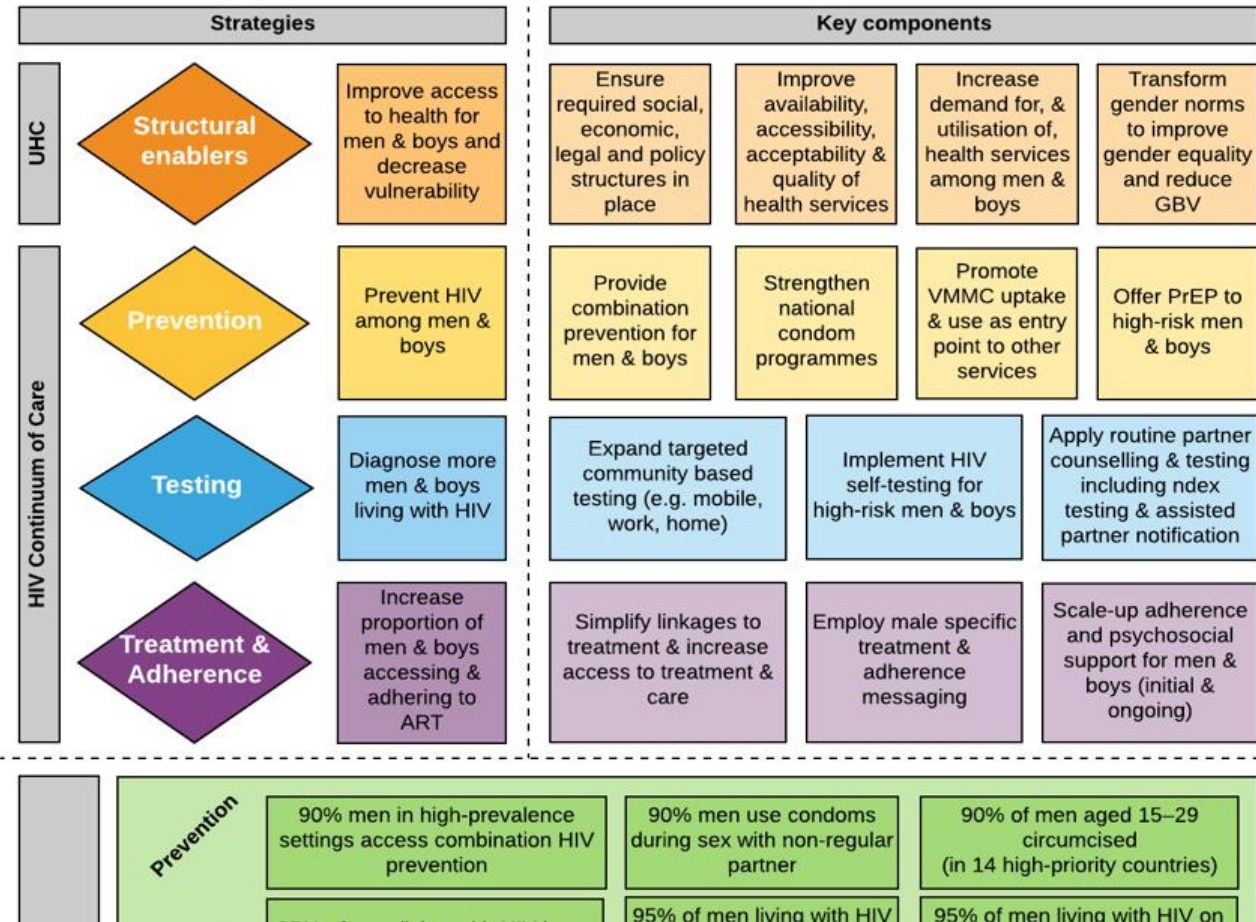 Strategies
Key components
UHC
Structural
enablers
Improve access
to health for
men & boys and
decrease
vulnerability
Ensure
required social,
economic,
legal and policy
structures in
place
Improve
availability,
accessibility,
acceptability &
quality of
health services
Increase
demand for, &
utilisation of,
health services
among men &
boys
Transform
gender norms
to improve
gender equality
and reduce
GBV
HIV Continuum of Care
Prevention
Prevent HIV
among men &
boys
Provide
combination
prevention for
men & boys
Strengthen
national
condom
programmes
Promote
VMMC uptake
& use as entry
point to other
services
Offer PrEP to
high-risk men
& boys
Testing
Diagnose more
men & boys
living with HIV
Expand targeted
community based
testing (e.g. mobile,
work, home)
Implement HIV
self-testing for
high-risk men & boys
Apply routine partner
counselling & testing
including ndex
testing & assisted
partner notification
Treatment &
Adherence
Increase
proportion of
men & boys
accessing &
adhering to
ART
Simplify linkages to
treatment & increase
access to treatment &
care
Employ male specific
treatment &
adherence
messaging
Scale-up adherence
and psychosocial
support for men &
boys (initial &
ongoing)
Prevention
90% men in high-prevalence
settings access combination HIV
prevention
90% men use condoms
during sex with non-regular
partner
90% of men aged 15–29
circumcised
(in 14 high-priority countries)
95% of men living with HIV
95% of men living with HIV on